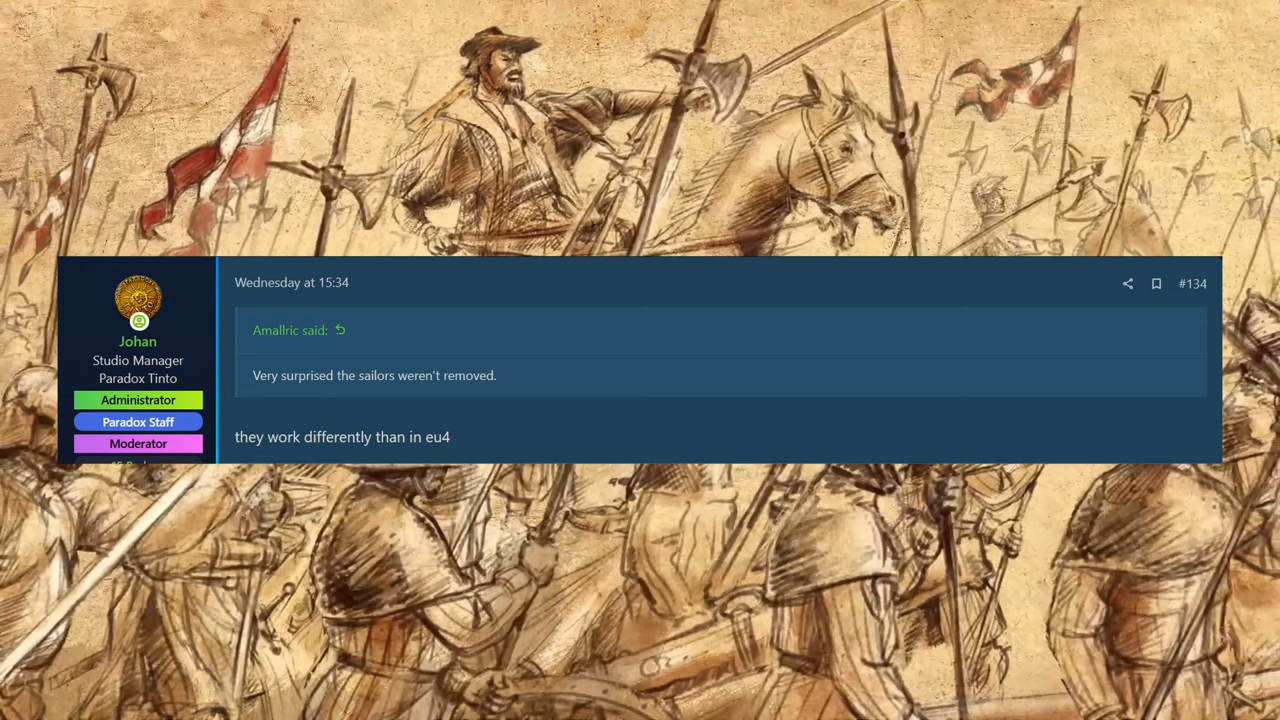 Wednesday at 15:34
#134
Amallric said:
Johan
Studio Manager
Very surprised the sailors weren't removed.
Paradox Tinto
Administrator
Paradox Staff
they work differently than in eu4
Moderator